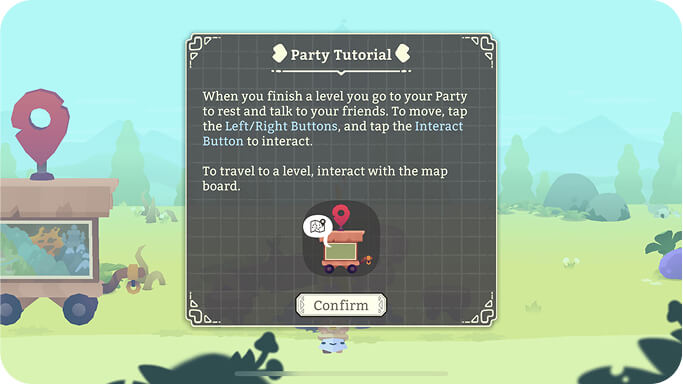 Party Tutorial
When you finish a level you go to your Party
to rest and talk to your friends. To move, tap
the Left/Right Buttons, and tap the Interact
Button to interact.
To travel to a level, interact with the map
board.
Confirm